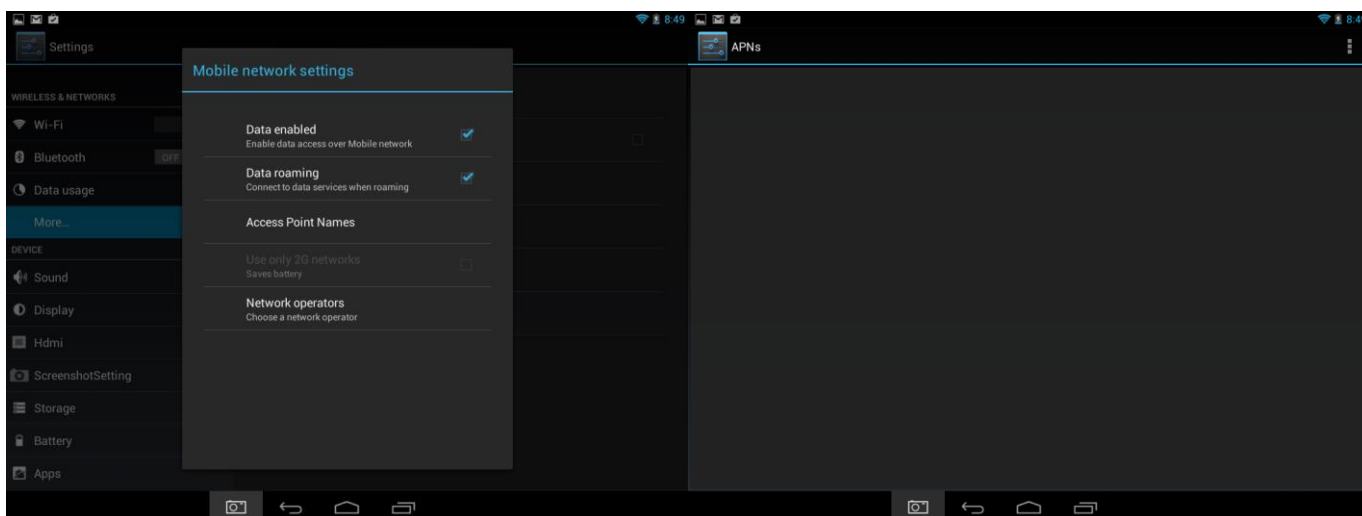 8:49
Settings
WIRELESS & NETWORKS
Wi-Fi
Bluetooth OFF
Data usage
More...
DEVICE
Sound
Display
Hdmi
ScreenshotSetting
Storage
Battery
Apps
Mobile network settings
Data enabled
Enable data access over Mobile network
Data roaming
Connect to data services when roaming
Access Point Names
Use only 2G networks
Saves battery
Network operators
Choose a network operator
APNs